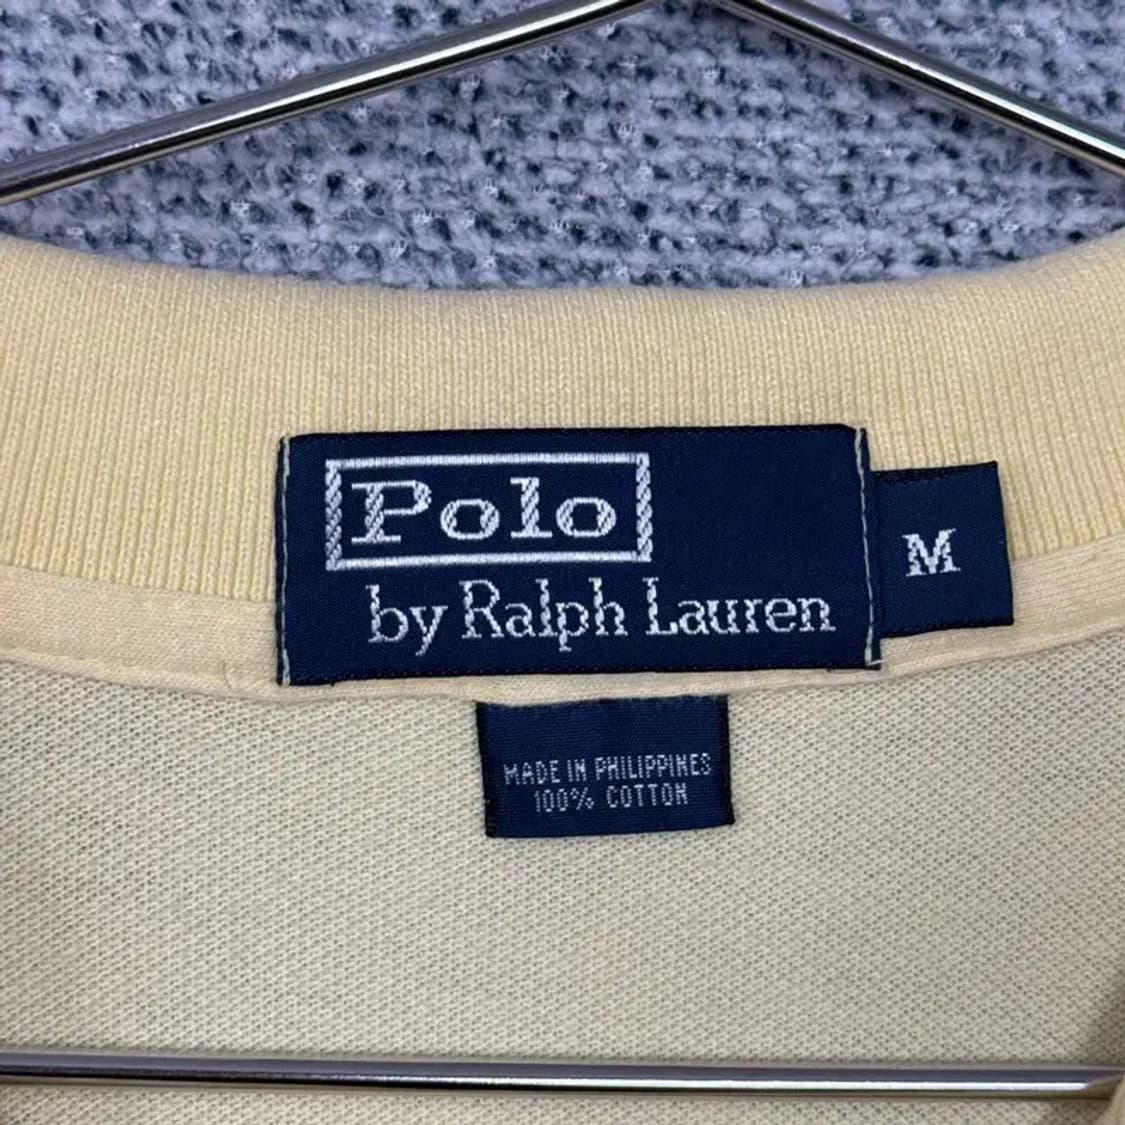 Polo
by Ralph Lauren
M
MADE IN PHILIPPINES
100% COTTON